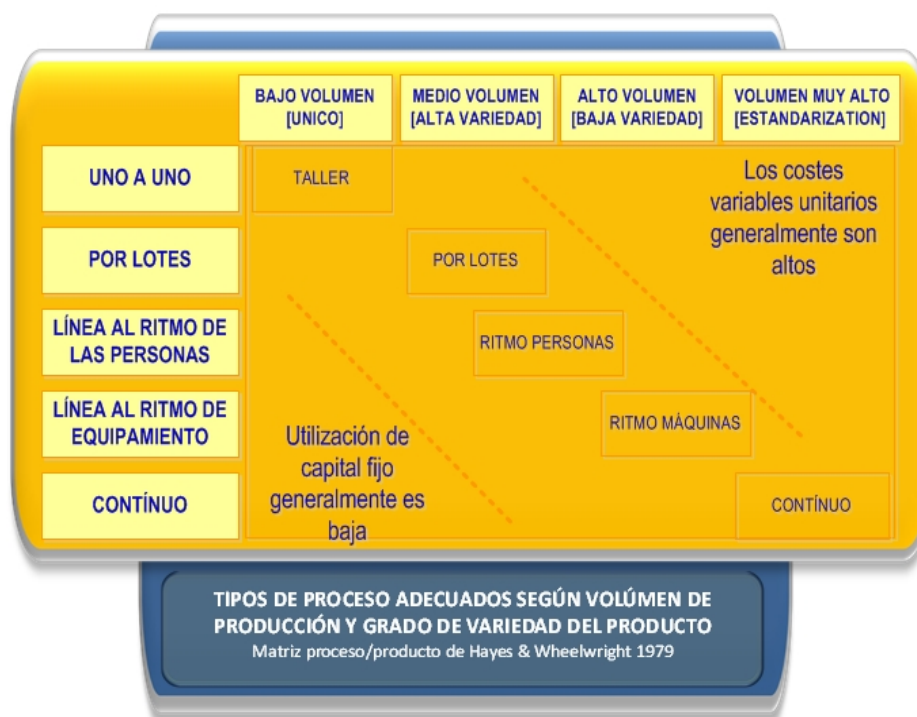 BAJO VOLUMEN
[UNICO]
MEDIO VOLUMEN
[ALTA VARIEDAD]
ALTO VOLUMEN
[BAJA VARIEDAD]
VOLUMEN MUY ALTO
[ESTANDARIZATION]
UNO A UNO
TALLER
Los costes
variables unitarios
generalmente son
altos
POR LOTES
POR LOTES
LÍNEA AL RITMO DE
LAS PERSONAS
RITMO PERSONAS
LÍNEA AL RITMO DE
EQUIPAMIENTO
RITMO MÁQUINAS
Utilización de
capital fijo
generalmente es
baja
CONTÍNUO
CONTÍNUO
TIPOS DE PROCESO ADECUADOS SEGÚN VOLÚMEN DE
PRODUCCIÓN Y GRADO DE VARIEDAD DEL PRODUCTO
Matriz proceso/producto de Hayes & Wheelwright 1979